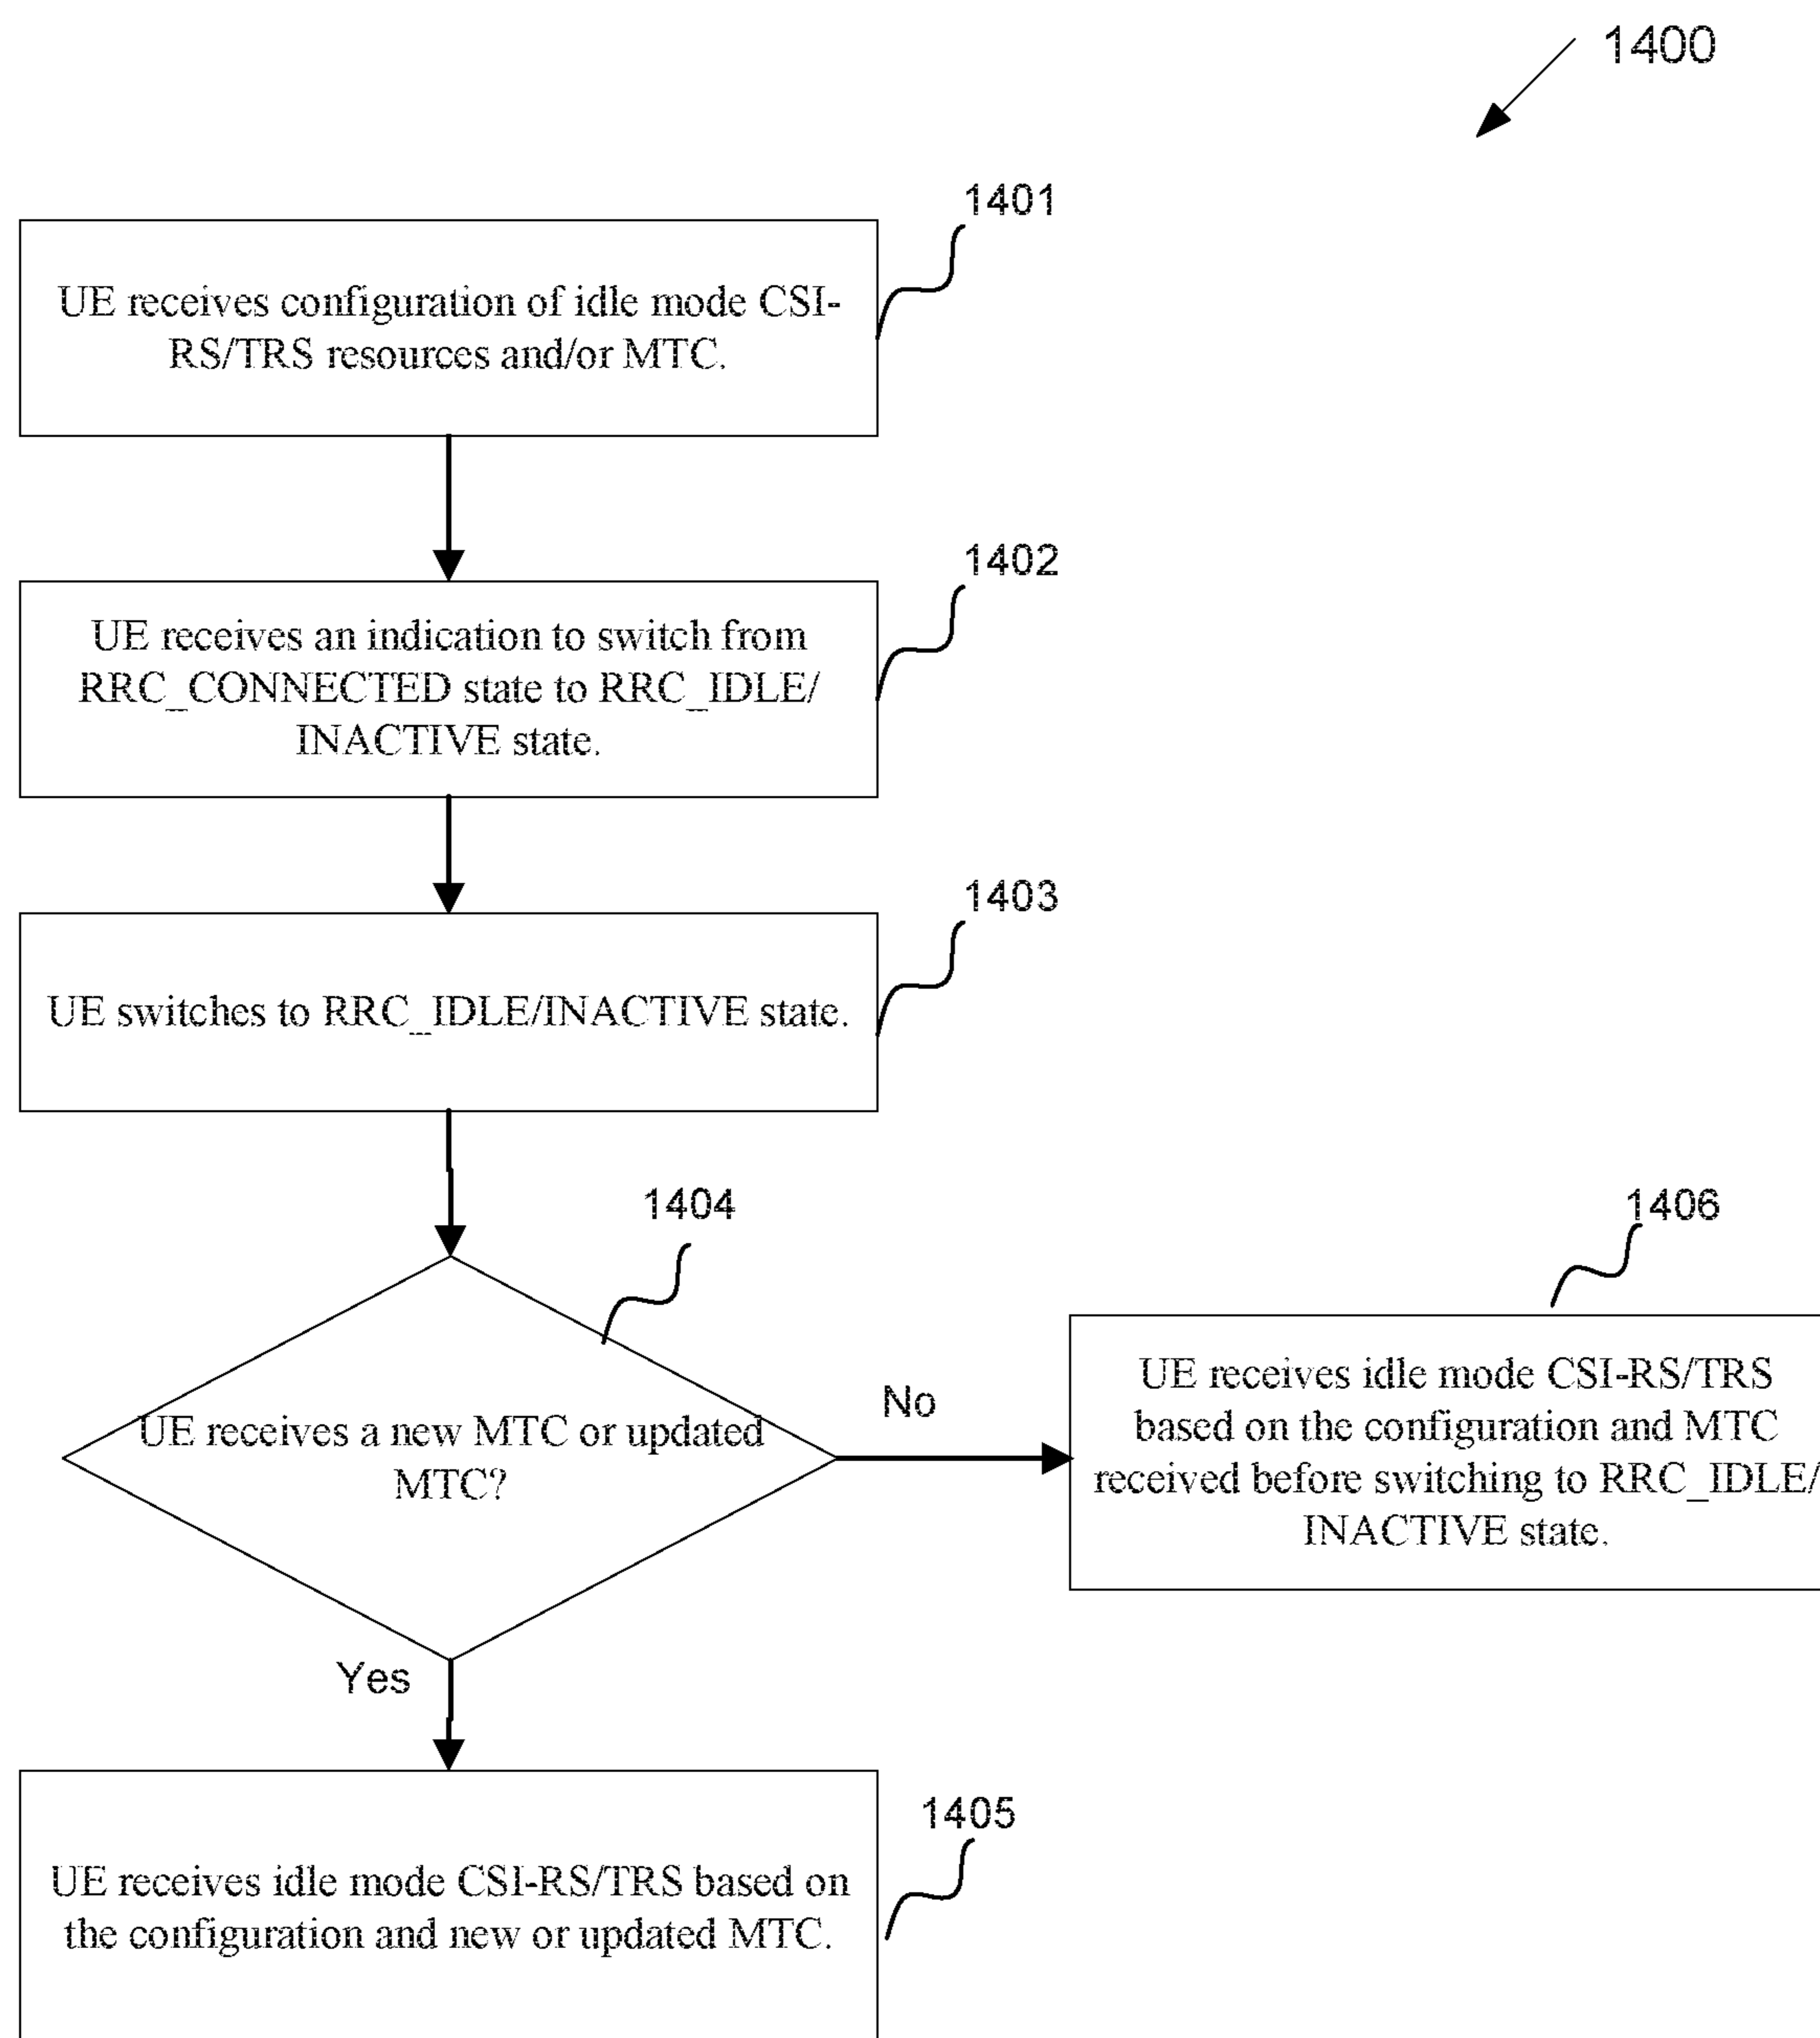 1400
1401
UE receives configuration of idle mode CSI-
RS/TRS resources and/or MTC.
1402
UE receives an indication to switch from
RRC_CONNECTED state to RRC_IDLE/
INACTIVE state.
1403
UE switches to RRC_IDLE/INACTIVE state.
1404
UE receives a new MTC or updated
MTC?
No
1406
UE receives idle mode CSI-RS/TRS
based on the configuration and MTC
received before switching to RRC_IDLE/
INACTIVE state.
Yes
1405
UE receives idle mode CSI-RS/TRS based on
the configuration and new or updated MTC.